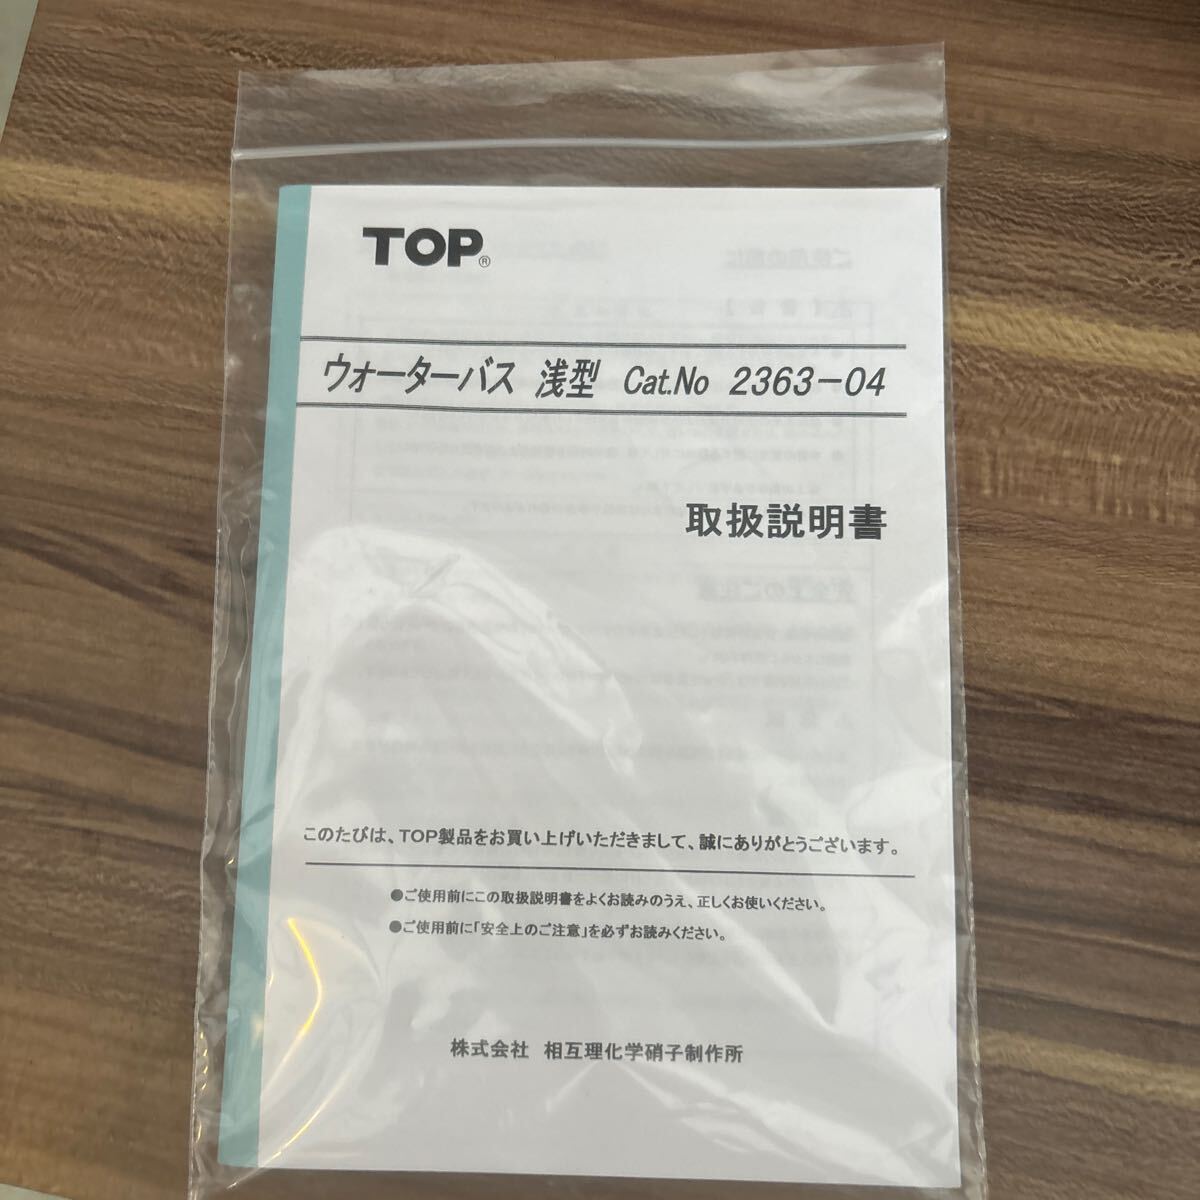 TOP®
ウォーターバス 浅型 Cat.No 2363-04
取扱説明書
このたびは、TOP製品をお買い上げいただきまして、誠にありがとうございます。
●ご使用前にこの取扱説明書をよくお読みのうえ、正しくお使いください。
●ご使用前に「安全上のご注意」を必ずお読みください。
株式会社 相互理化学硝子制作所